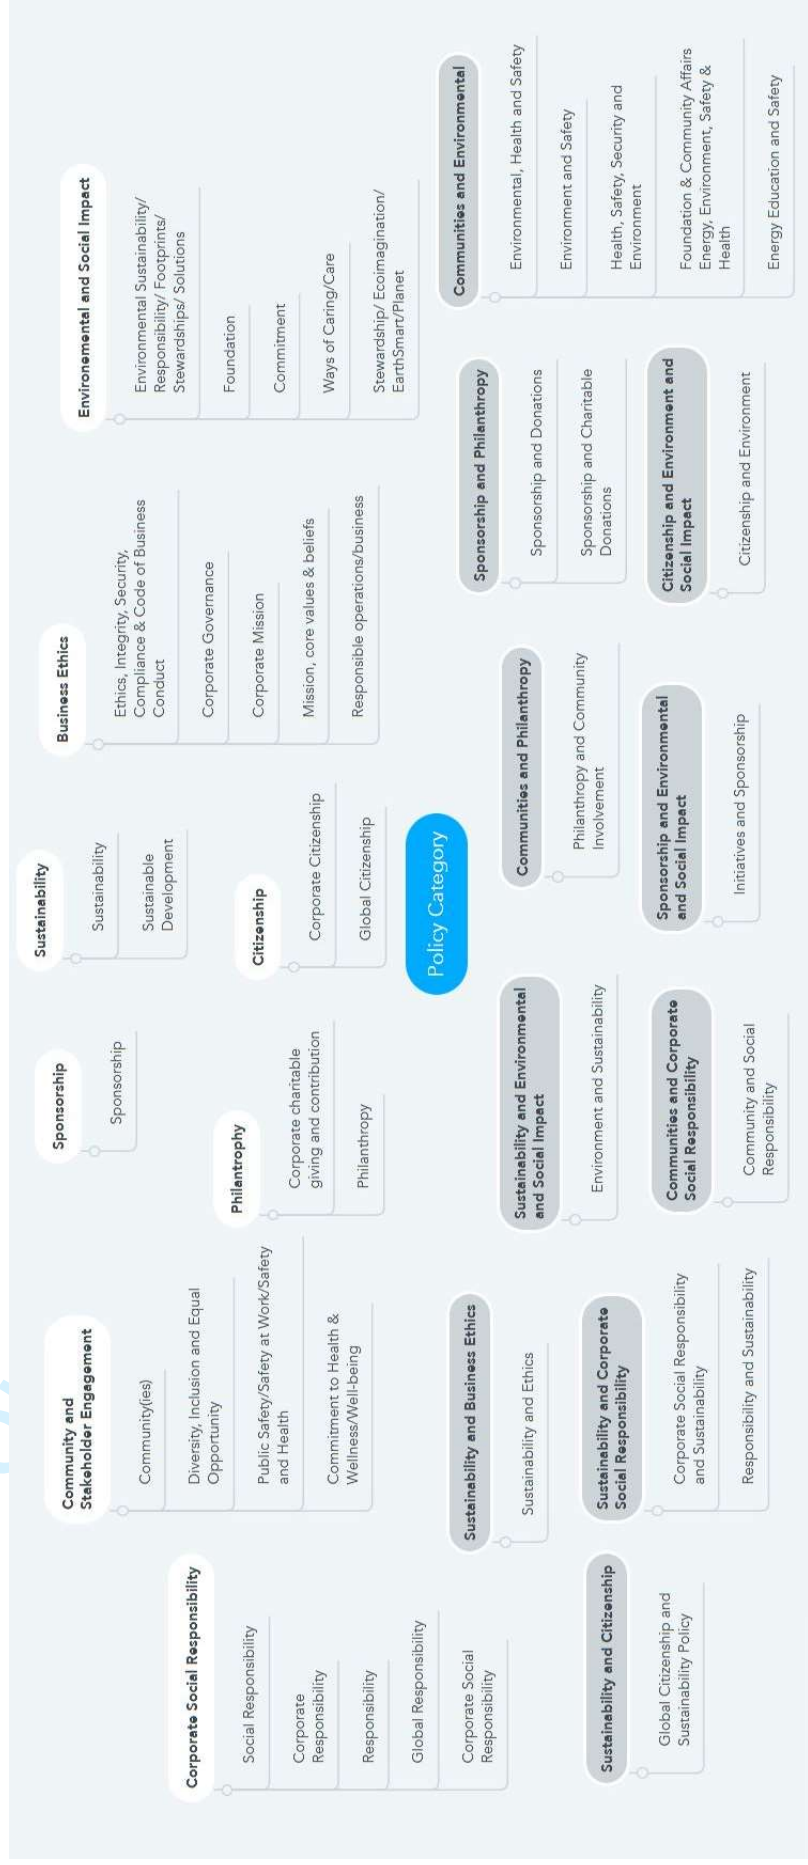 Corporate Social Responsibility
Social Responsibility
Corporate
Responsibility
Responsibility
Global Responsibility
Corporate Social
Responsibility
Community and
Stakeholder Engagement
Community(ies)
Diversity, Inclusion and Equal
Opportunity
Public Safety/Safety at Work/Safety
and Health
Commitment to Health &
Wellness/Well-being
Sponsorship
Sponsorship
Philantrophy
Corporate charitable
giving and contribution
Philanthropy
Sustainability
Sustainability
Sustainable
Development
Citizenship
Corporate Citizenship
Global Citizenship
Business Ethics
Ethics, Integrity, Security,
Compliance & Code of Business
Conduct
Corporate Governance
Corporate Mission
Mission, core values & beliefs
Responsible operations/business
Environemental and Social Impact
Environmental Sustainability/
Responsibility/ Footprints/
Stewardships/ Solutions
Foundation
Commitment
Ways of Caring/Care
Stewardship/ Ecoimagination/
EarthSmart/Planet
Policy Category
Sustainability and Citizenship
Global Citizenship and
Sustainability Policy
Sustainability and Business Ethics
Sustainability and Ethics
Sustainability and Corporate
Social Responsibility
Corporate Social Responsibility
and Sustainability
Responsibility and Sustainability
Sustainability and Environmental
and Social Impact
Environment and Sustainability
Communities and Corporate
Social Responsibility
Community and Social
Responsibility
Communities and Philanthropy
Philanthropy and Community
Involvement
Sponsorship and Environmental
and Social Impact
Initiatives and Sponsorship
Sponsorship and Philanthropy
Sponsorship and Donations
Sponsorship and Charitable
Donations
Citizenship and Environment and
Social Impact
Citizenship and Environment
Communities and Environmental
Environmental, Health and Safety
Environment and Safety
Health, Safety, Security and
Environment
Foundation & Community Affairs
Energy, Environment, Safety &
Health
Energy Education and Safety